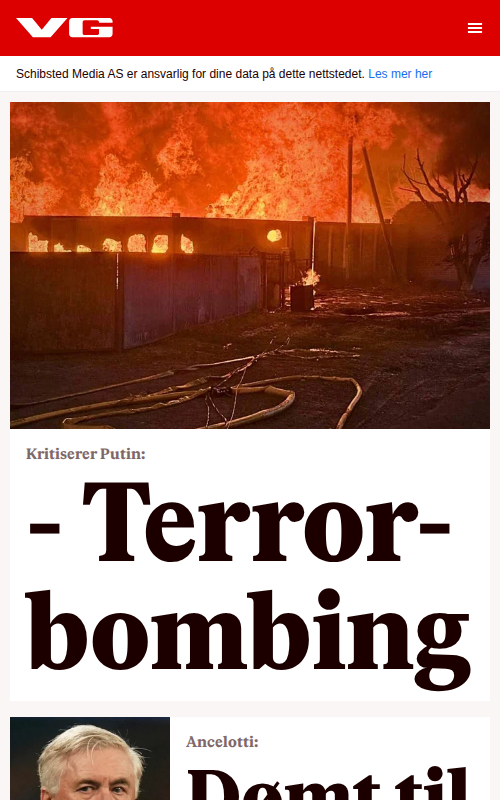 VG
Schibsted Media AS er ansvarlig for dine data på dette nettstedet. Les mer her
Kritiserer Putin:
- Terror-
bombing
Ancelotti:
Dømt til